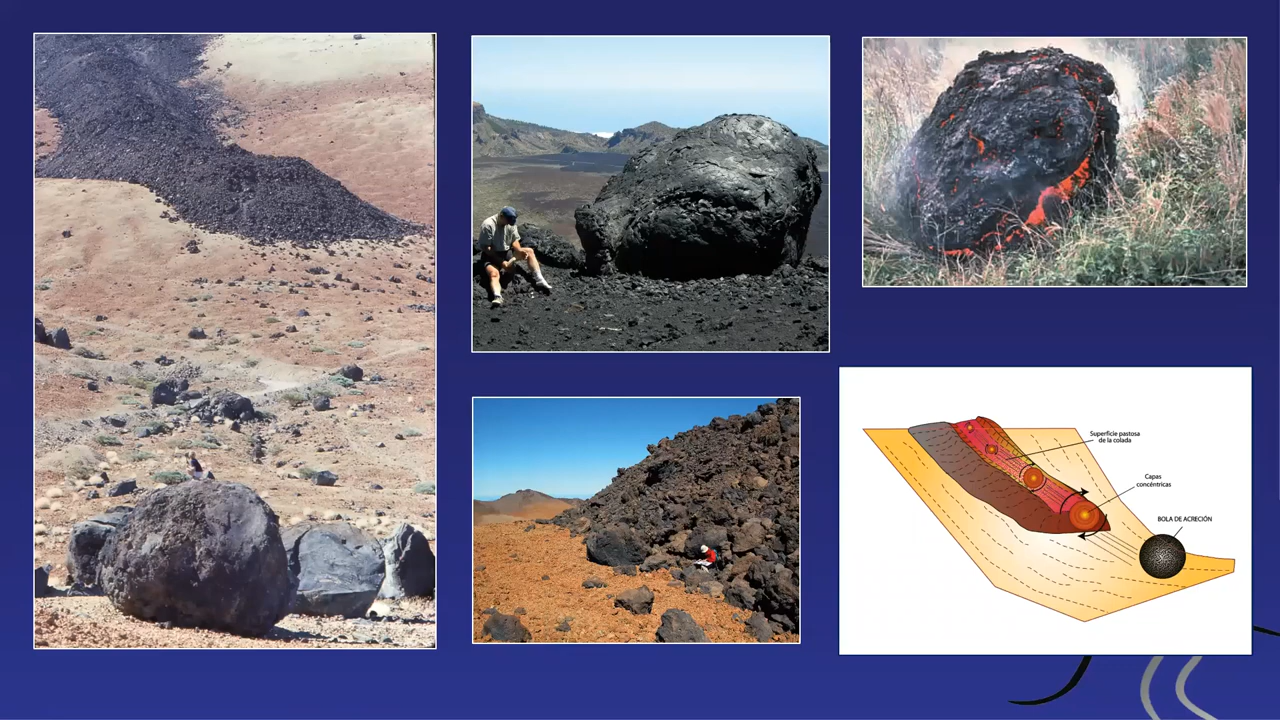 Superficie pastosa
de la colada
Capas
concéntricas
BOLA DE ACRECIÓN